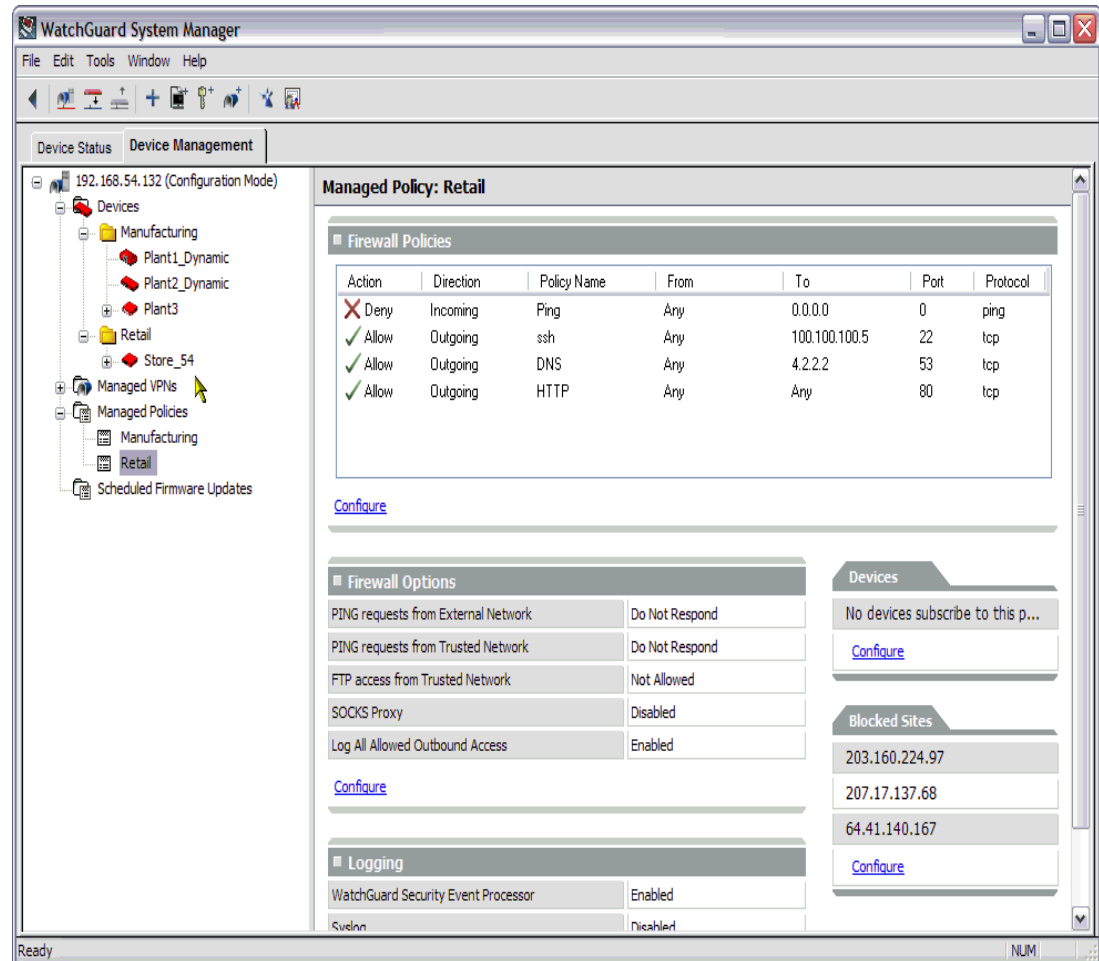 WatchGuard System Manager
File Edit Tools Window Help
Device Status Device Management
192.168.54.132 (Configuration Mode)
Devices
Manufacturing
Plant1_Dynamic
Plant2_Dynamic
Plant3
Retail
Store_54
Managed VPNs
Managed Policies
Manufacturing
Retail
Scheduled Firmware Updates
Managed Policy: Retail
Firewall Policies
Action Direction Policy Name From To Port Protocol
Deny Incoming Ping Any 0.0.0.0 0 ping
Allow Outgoing ssh Any 100.100.100.5 22 tcp
Allow Outgoing DNS Any 4.2.2.2 53 tcp
Allow Outgoing HTTP Any Any 80 tcp
Configure
Firewall Options
PING requests from External Network Do Not Respond
PING requests from Trusted Network Do Not Respond
FTP access from Trusted Network Not Allowed
SOCKS Proxy Disabled
Log All Allowed Outbound Access Enabled
Configure
Logging
WatchGuard Security Event Processor Enabled
Syslog Disabled
Devices
No devices subscribe to this p...
Configure
Blocked Sites
203.160.224.97
207.17.137.68
64.41.140.167
Configure
Ready NUM